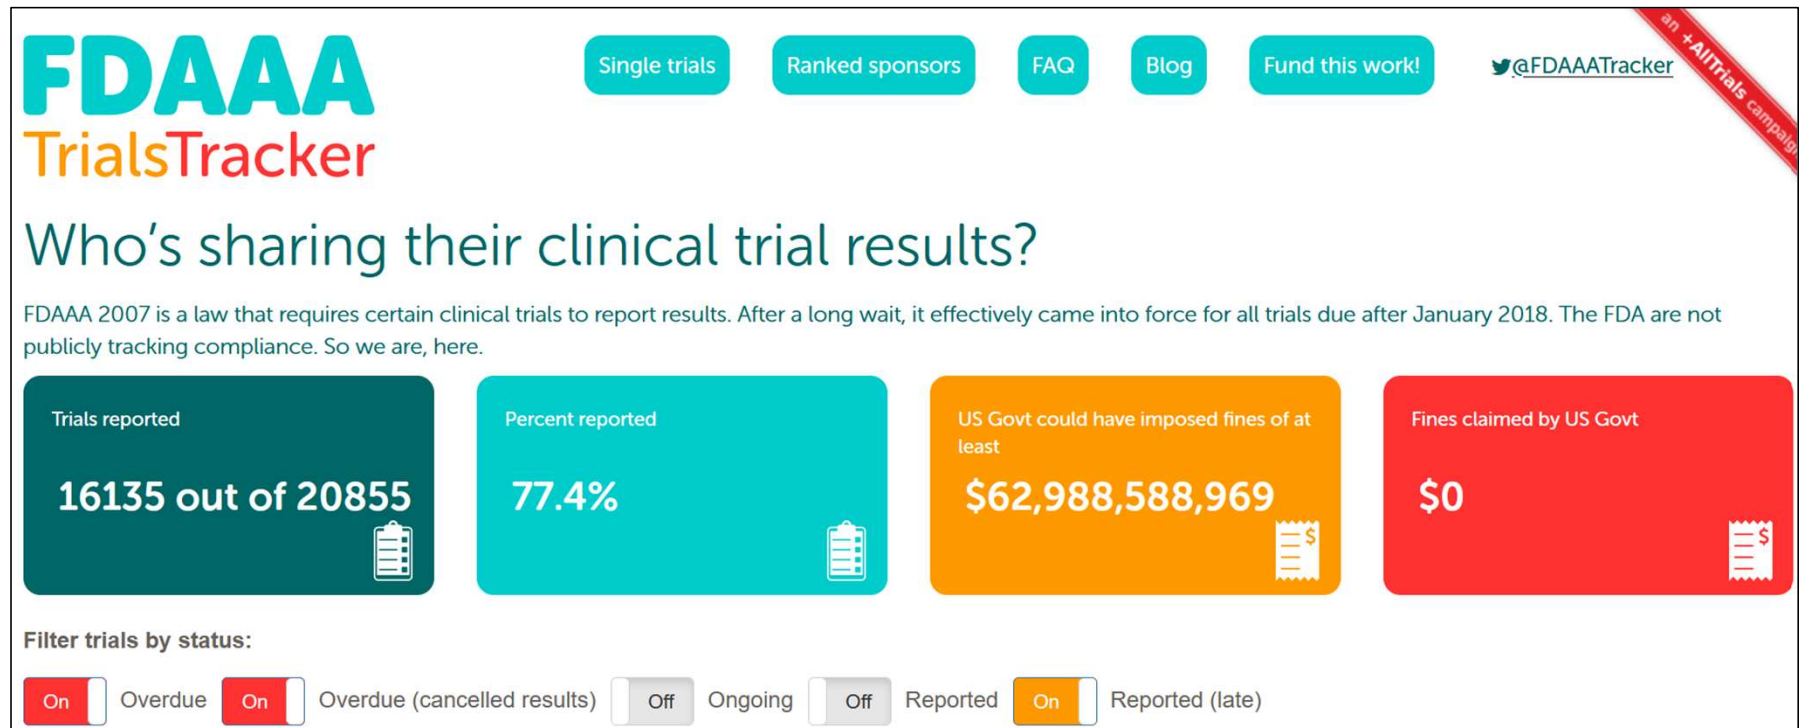 FDAAA
TrialsTracker
Single trials
Ranked sponsors
FAQ
Blog
Fund this work!
@FDAAATracker
an +AllTrials campaign
Who's sharing their clinical trial results?
FDAAA 2007 is a law that requires certain clinical trials to report results. After a long wait, it effectively came into force for all trials due after January 2018. The FDA are not
publicly tracking compliance. So we are, here.
Trials reported
16135 out of 20855
Percent reported
77.4%
US Govt could have imposed fines of at
least
$62,988,588,969
$
Fines claimed by US Govt
$0
$
Filter trials by status:
On Overdue On Overdue (cancelled results) Off Ongoing Off Reported On Reported (late)